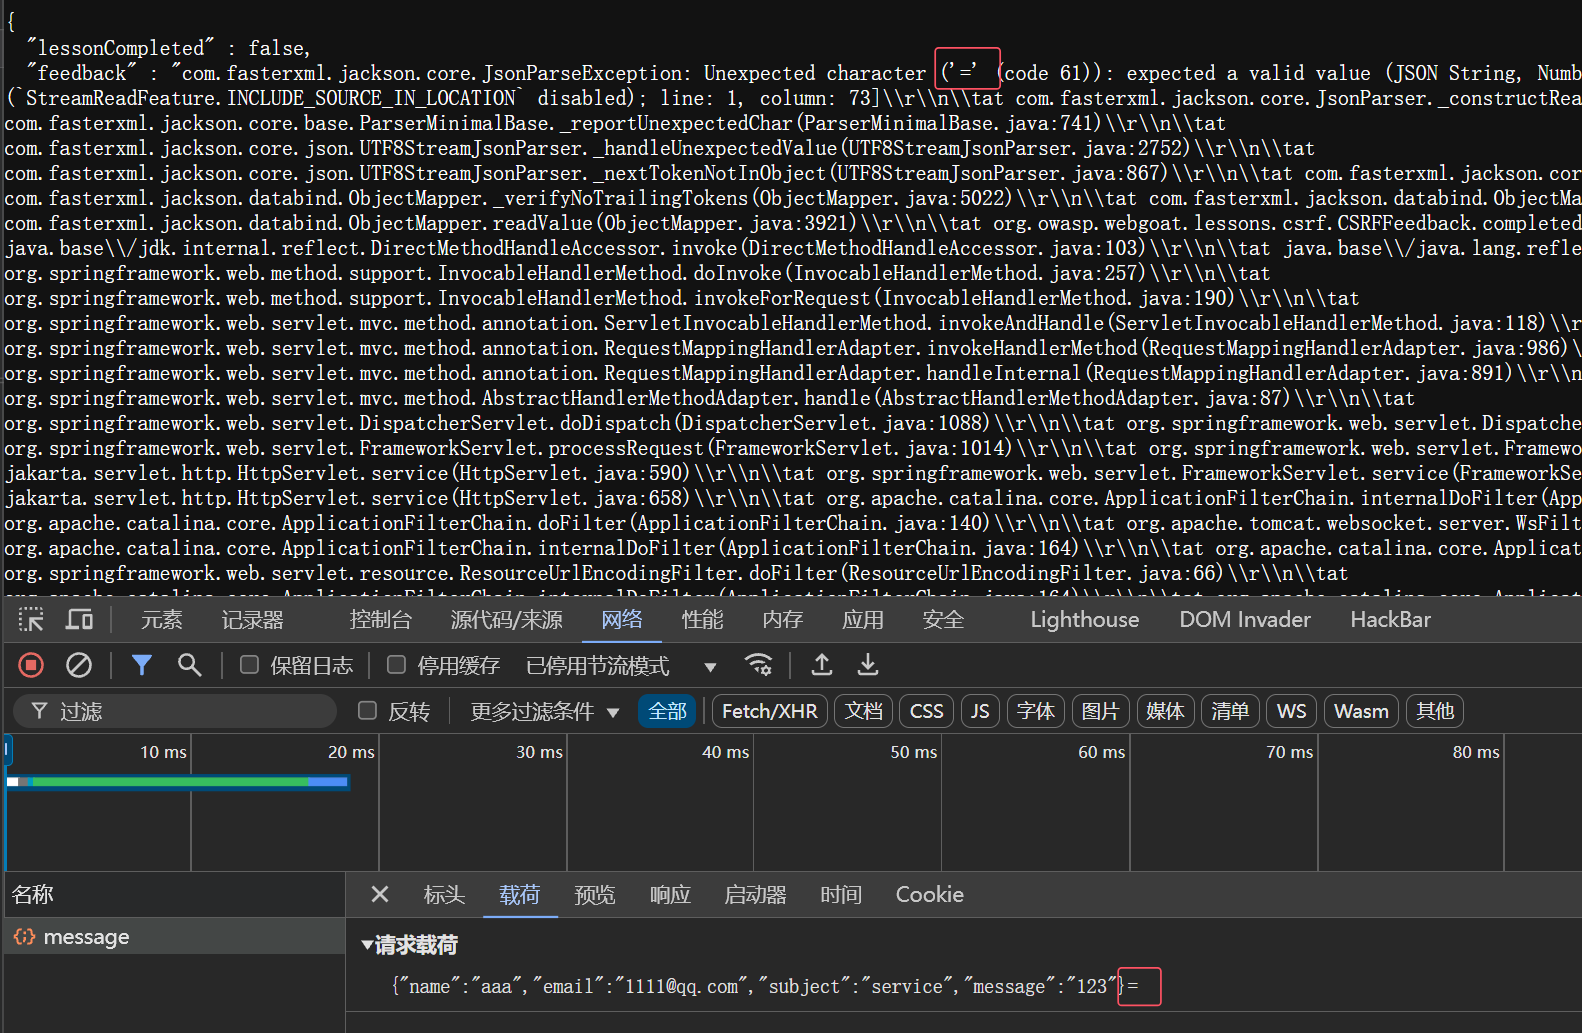 {
"lessonCompleted" : false,
"feedback" : "com.fasterxml.jackson.core.JsonParseException: Unexpected character ('=' (code 61)): expected a valid value (JSON String, Numb
(`StreamReadFeature.INCLUDE_SOURCE_IN_LOCATION` disabled); line: 1, column: 73]\\r\\n\\tat com.fasterxml.jackson.core.JsonParser._constructRea
com.fasterxml.jackson.core.base.ParserMinimalBase._reportUnexpectedChar(ParserMinimalBase.java:741)\\r\\n\\tat
com.fasterxml.jackson.core.json.UTF8StreamJsonParser._handleUnexpectedValue(UTF8StreamJsonParser.java:2752)\\r\\n\\tat
com.fasterxml.jackson.core.json.UTF8StreamJsonParser._nextTokenNotInObject(UTF8StreamJsonParser.java:867)\\r\\n\\tat com.fasterxml.jackson.cor
com.fasterxml.jackson.databind.ObjectMapper._verifyNoTrailingTokens(ObjectMapper.java:5022)\\r\\n\\tat com.fasterxml.jackson.databind.ObjectMa
com.fasterxml.jackson.databind.ObjectMapper.readValue(ObjectMapper.java:3921)\\r\\n\\tat org.owasp.webgoat.lessons.csrf.CSRFFeedback.completed
java.base\\/jdk.internal.reflect.DirectMethodHandleAccessor.invoke(DirectMethodHandleAccessor.java:103)\\r\\n\\tat java.base\\/java.lang.refle
org.springframework.web.method.support.InvocableHandlerMethod.doInvoke(InvocableHandlerMethod.java:257)\\r\\n\\tat
org.springframework.web.method.support.InvocableHandlerMethod.invokeForRequest(InvocableHandlerMethod.java:190)\\r\\n\\tat
org.springframework.web.servlet.mvc.method.annotation.ServletInvocableHandlerMethod.invokeAndHandle(ServletInvocableHandlerMethod.java:118)\\r
org.springframework.web.servlet.mvc.method.annotation.RequestMappingHandlerAdapter.invokeHandlerMethod(RequestMappingHandlerAdapter.java:986)\
org.springframework.web.servlet.mvc.method.annotation.RequestMappingHandlerAdapter.handleInternal(RequestMappingHandlerAdapter.java:891)\\r\\n
org.springframework.web.servlet.mvc.method.AbstractHandlerMethodAdapter.handle(AbstractHandlerMethodAdapter.java:87)\\r\\n\\tat
org.springframework.web.servlet.DispatcherServlet.doDispatch(DispatcherServlet.java:1088)\\r\\n\\tat org.springframework.web.servlet.Dispatche
org.springframework.web.servlet.FrameworkServlet.processRequest(FrameworkServlet.java:1014)\\r\\n\\tat org.springframework.web.servlet.Framewo
jakarta.servlet.http.HttpServlet.service(HttpServlet.java:590)\\r\\n\\tat org.springframework.web.servlet.FrameworkServlet.service(FrameworkSe
jakarta.servlet.http.HttpServlet.service(HttpServlet.java:658)\\r\\n\\tat org.apache.catalina.core.ApplicationFilterChain.internalDoFilter(App
org.apache.catalina.core.ApplicationFilterChain.doFilter(ApplicationFilterChain.java:140)\\r\\n\\tat org.apache.tomcat.websocket.server.WsFilt
org.apache.catalina.core.ApplicationFilterChain.internalDoFilter(ApplicationFilterChain.java:164)\\r\\n\\tat org.apache.catalina.core.Applicat
org.springframework.web.servlet.resource.ResourceUrlEncodingFilter.doFilter(ResourceUrlEncodingFilter.java:66)\\r\\n\\tat
org.apache.catalina.core.ApplicationFilterChain.internalDoFilter(ApplicationFilterChain.java:164)\\r\\n\\tat org.apache.catalina.core.Applicat
元素 记录器 控制台 源代码/来源 网络 性能 内存 应用 安全 Lighthouse DOM Invader HackBar
保留日志 停用缓存 已停用节流模式
过滤 反转 更多过滤条件 全部 Fetch/XHR 文档 CSS JS 字体 图片 媒体 清单 WS Wasm 其他
10 ms 20 ms 30 ms 40 ms 50 ms 60 ms 70 ms 80 ms
名称 标头 载荷 预览 响应 启动器 时间 Cookie
message
请求载荷
{"name":"aaa","email":"1111@qq.com","subject":"service","message":"123"}=